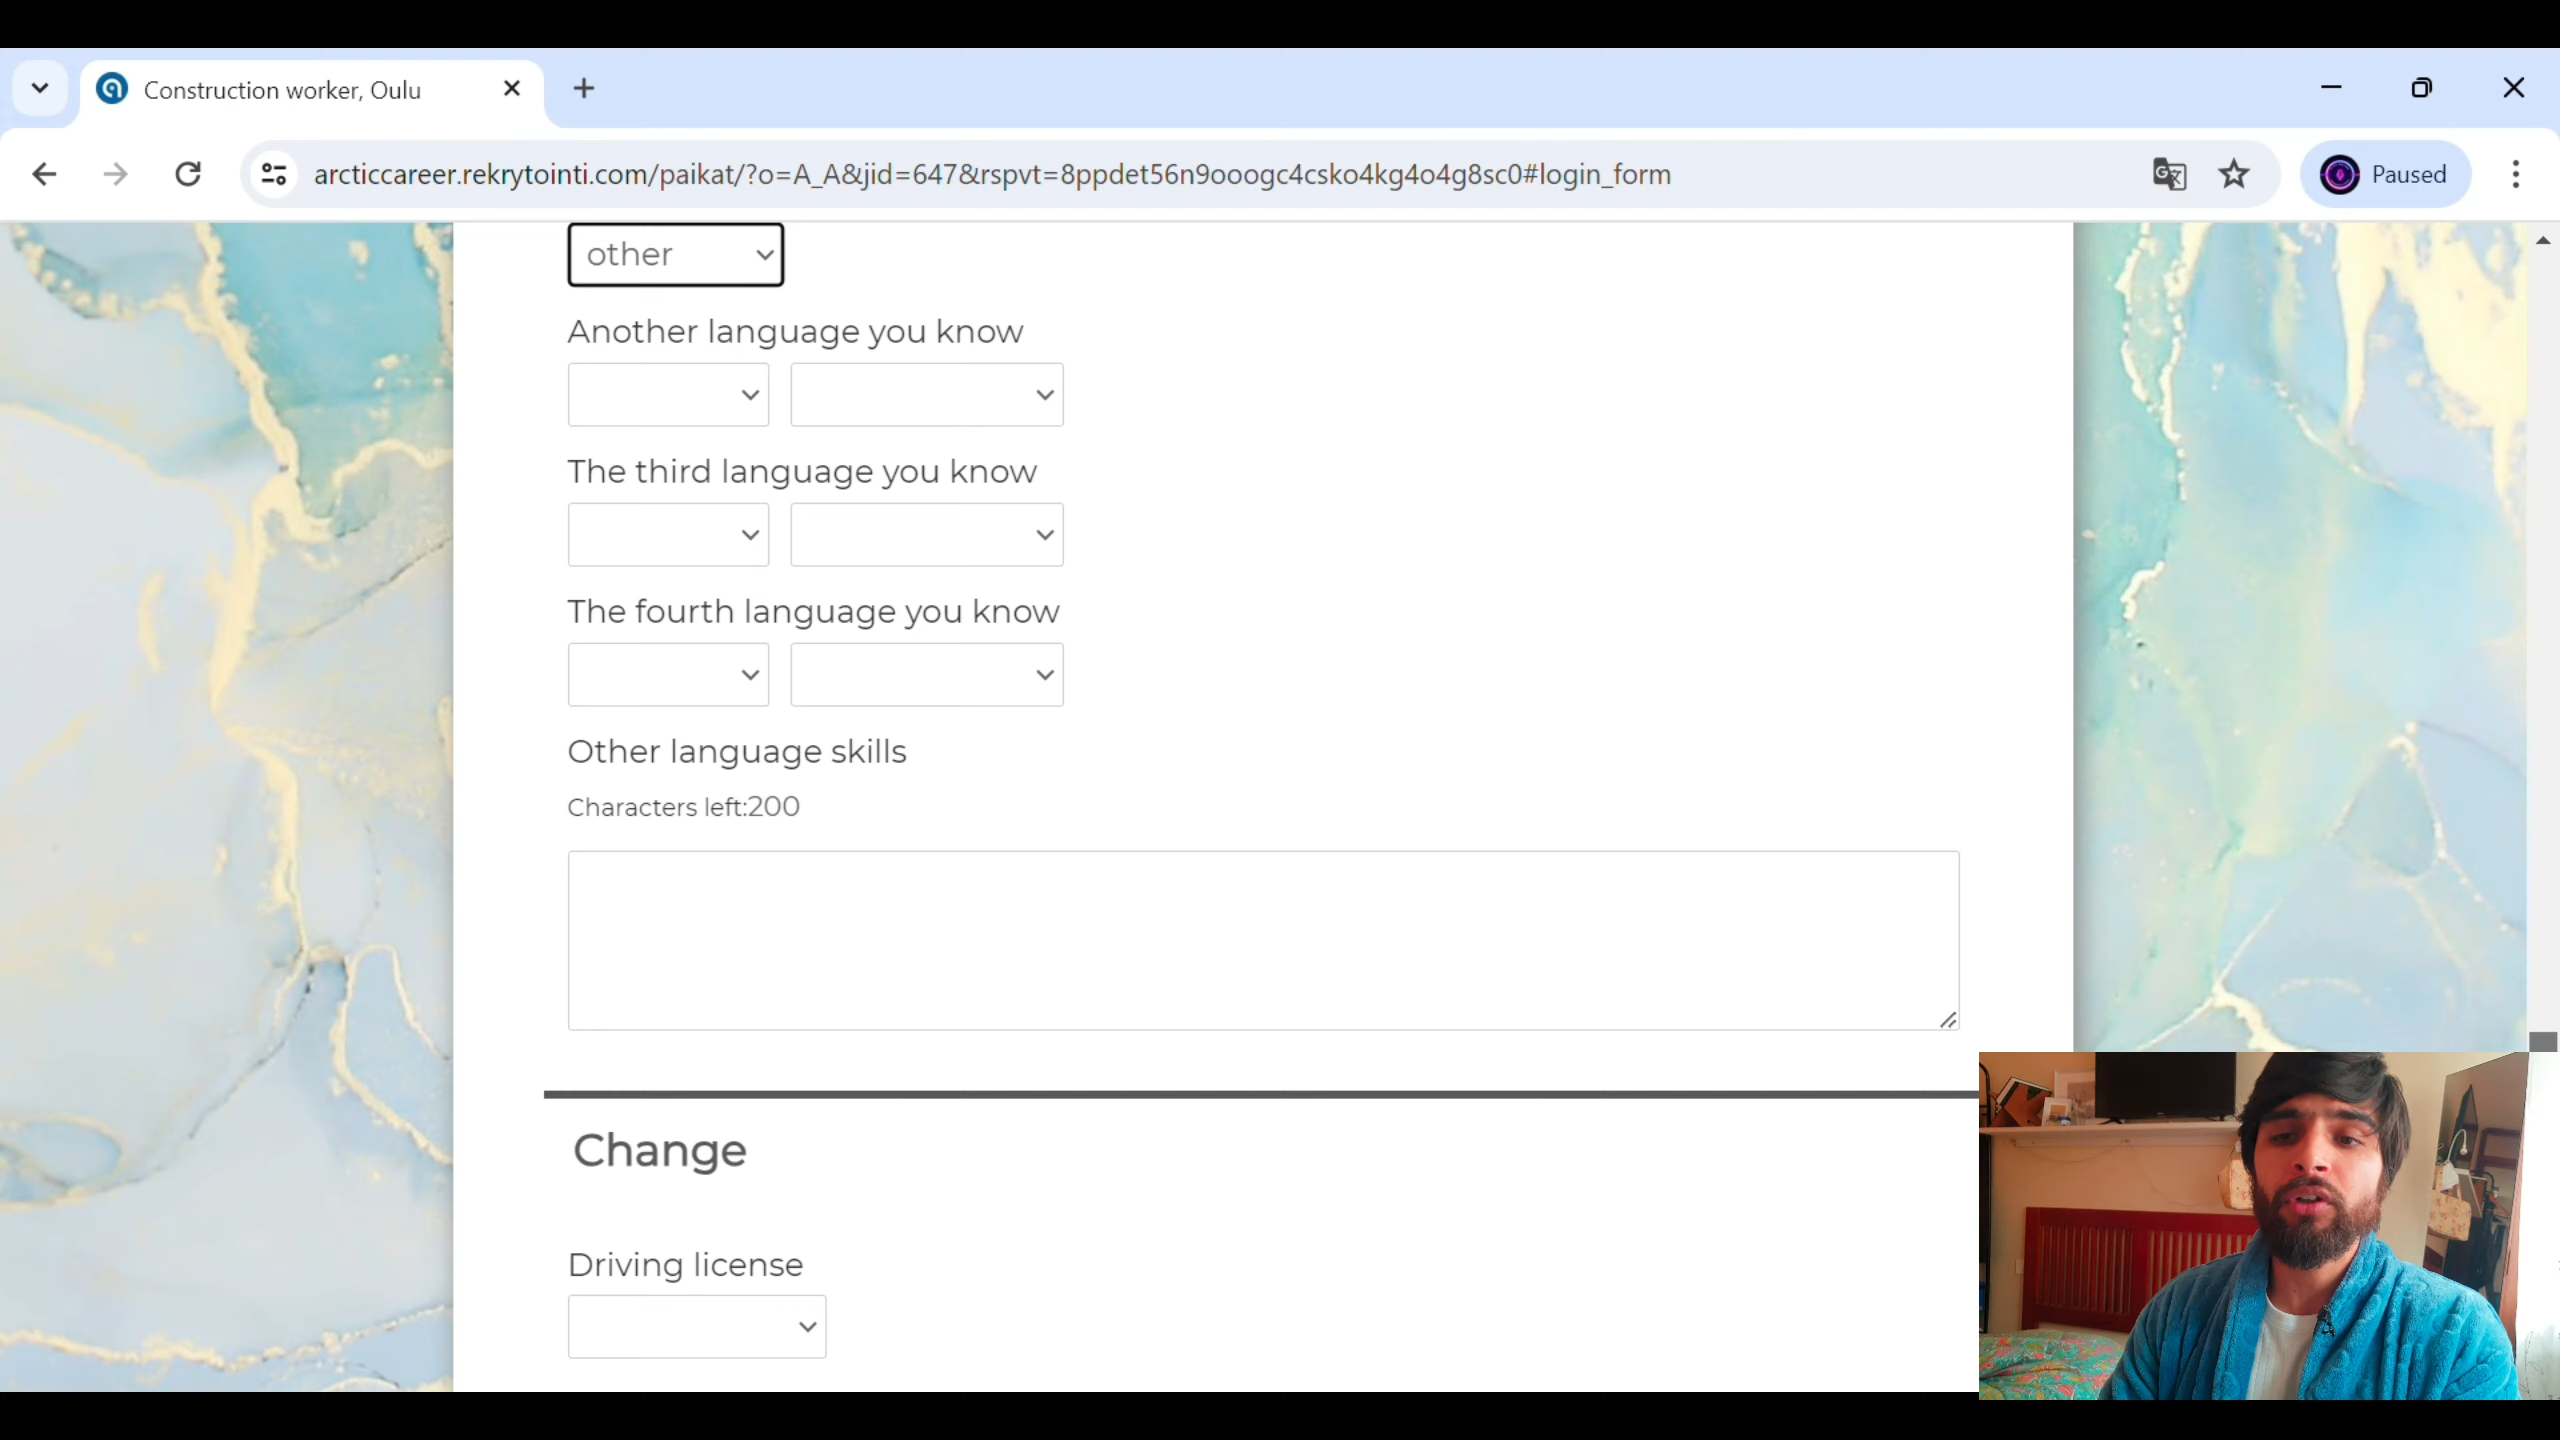 Construction worker, Oulu
arcticcareer.rekrytointi.com/paikat/?o=A_A&jid=647&rspvt=8ppdet56n9ooogc4csko4kg4o4g8sc0#login_form
Paused
other
Another language you know
The third language you know
The fourth language you know
Other language skills
Characters left:200
Change
Driving license